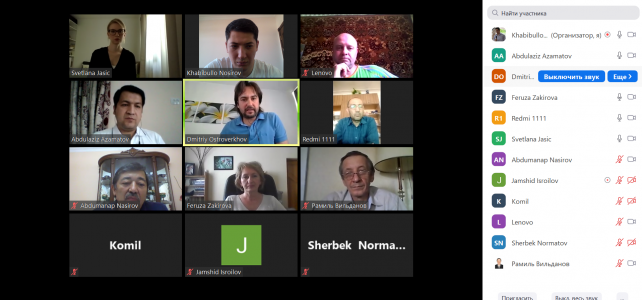 Svetlana Jasic
Khabibullo Nosirov
Lenovo
Abdulaziz Azamatov
Dmitriy Ostroverkhov
Redmi 1111
Abdumanap Nasirov
Feruza Zakirova
Рамиль Вильданов
Komil
J
Sherbek Norma...
Jamshid Isroilov
Найти участника
Khabibullo... (Организатор, я)
AA Abdulaziz Azamatov
DO Dmitri... Выключить звук Еще >
FZ Feruza Zakirova
R1 Redmi 1111
SJ Svetlana Jasic
AN Abdumanap Nasirov
J Jamshid Isroilov
K Komil
L Lenovo
SN Sherbek Normatov
Рамиль Вильданов
Пригласить Выкл. весь звук ...